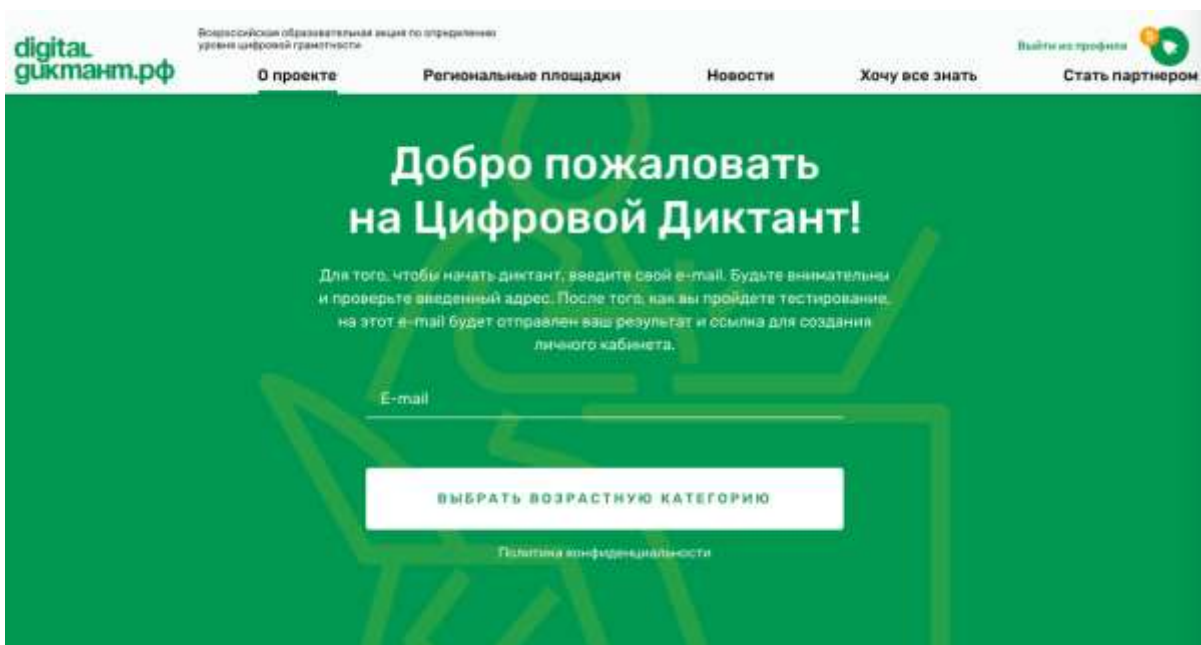 digital
диктант.рф
Всероссийская образовательная акция по определению
уровня цифровой грамотности
Выйти из профиля
О проекте
Региональные площадки
Новости
Хочу все знать
Стать партнером
Добро пожаловать
на Цифровой Диктант!
Для того, чтобы начать диктант, введите свой e-mail. Будьте внимательны
и проверьте введенный адрес. После того, как вы пройдете тестирование,
на этот e-mail будет отправлен ваш результат и ссылка для создания
личного кабинета.
E-mail
ВЫБРАТЬ ВОЗРАСТНУЮ КАТЕГОРИЮ
Политика конфиденциальности